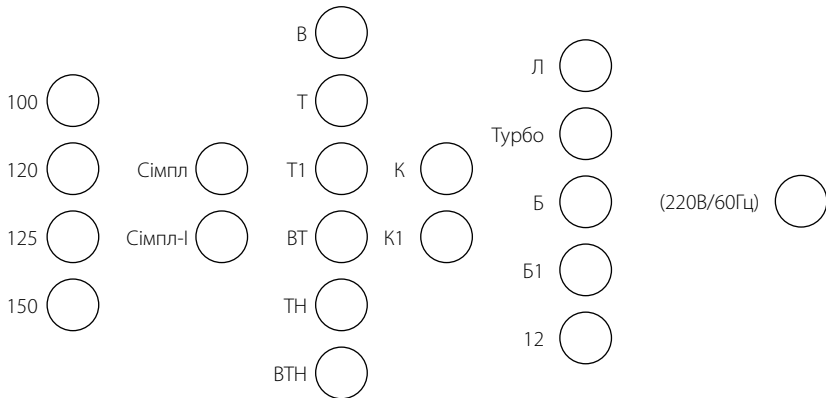 100
120
125
150
Сімпл
Сімпл-І
В
Т
Т1
ВТ
ТН
ВТН
К
К1
Л
Турбо
Б
Б1
12
(220В/60Гц)